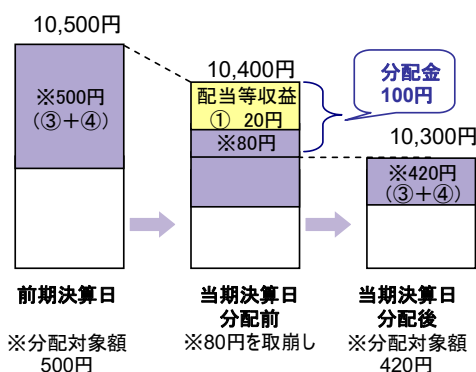 10,500円
※500円
(③+④)
10,400円
配当等収益
① 20円
※80円
分配金
100円
10,300円
※420円
(③+④)
前期決算日
※分配対象額
500円
当期決算日
分配前
※80円を取崩し
当期決算日
分配後
※分配対象額
420円